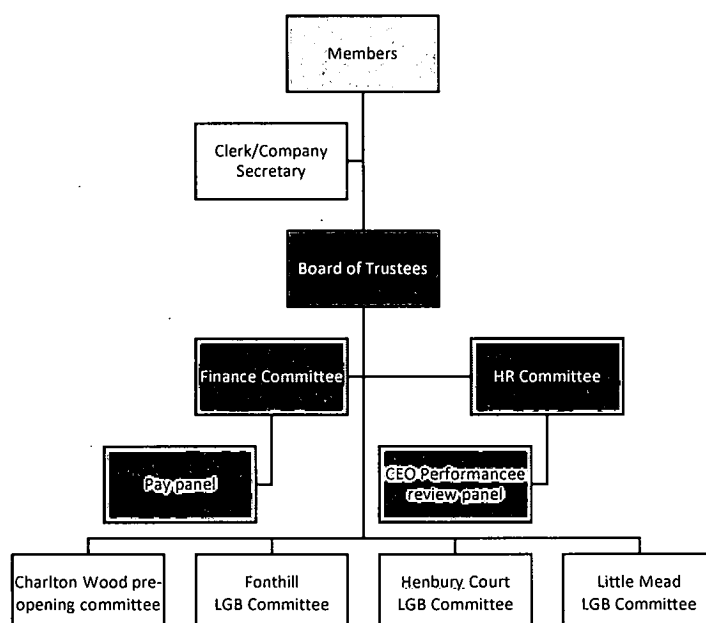 Members
Clerk/Company
Secretary
Board of Trustees
Finance Committee
HR Committee
Pay panel
CEO Performancee
review panel
Charlton Wood pre-
opening committee
Fonthill
LGB Committee
Henbury Court
LGB Committee
Little Mead
LGB Committee